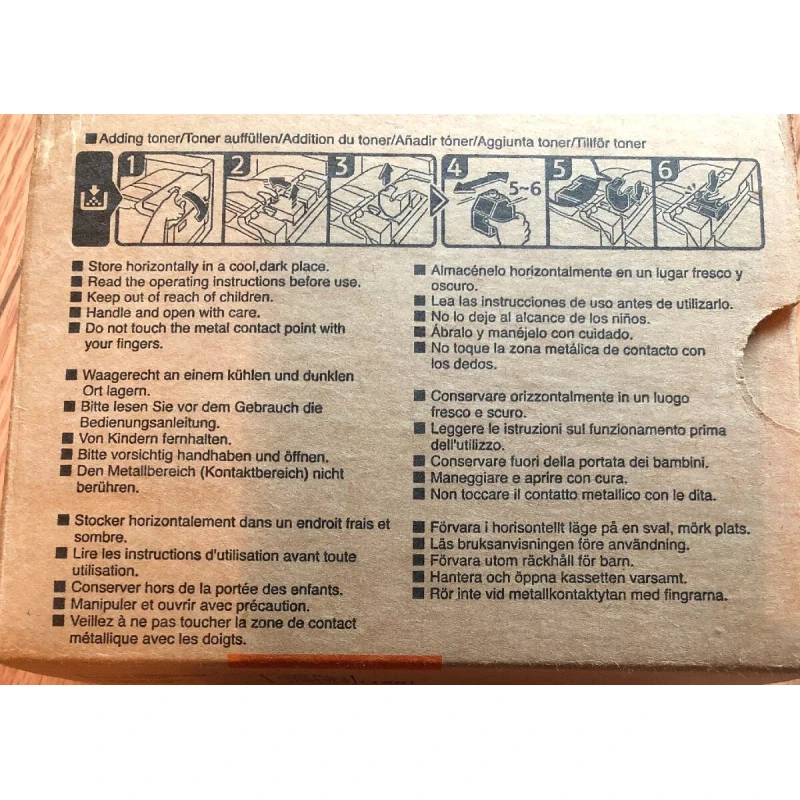 ■Adding toner/Toner auffüllen/Addition du toner/Añadir tóner/Aggiunta toner/Tillför toner
1 2 3 4 5 6
5~6
■ Store horizontally in a cool,dark place.
■ Read the operating instructions before use.
■ Keep out of reach of children.
■ Handle and open with care.
■ Do not touch the metal contact point with
your fingers.
■ Waagerecht an einem kühlen und dunklen
Ort lagern.
■ Bitte lesen Sie vor dem Gebrauch die
Bedienungsanleitung.
■ Von Kindern fernhalten.
■ Bitte vorsichtig handhaben und öffnen.
■ Den Metallbereich (Kontaktbereich) nicht
berühren.
■ Stocker horizontalement dans un endroit frais et
sombre.
■ Lire les instructions d'utilisation avant toute
utilisation.
■ Conserver hors de la portée des enfants.
■ Manipuler et ouvrir avec précaution.
■ Veillez à ne pas toucher la zone de contact
métallique avec les doigts.
■ Almacénelo horizontalmente en un lugar fresco y
oscuro.
■ Lea las instrucciones de uso antes de utilizarlo.
■ No lo deje al alcance de los niños.
■ Ábralo y manéjelo con cuidado.
■ No toque la zona metálica de contacto con
los dedos.
■ Conservare orizzontalmente in un luogo
fresco e scuro.
■ Leggere le istruzioni sul funzionamento prima
dell'utilizzo.
■ Conservare fuori della portata dei bambini.
■ Maneggiare e aprire con cura.
■ Non toccare il contatto metallico con le dita.
■ Förvara i horisontellt läge på en sval, mörk plats.
■ Läs bruksanvisningen före användning.
■ Förvara utom räckhåll för barn.
■ Hantera och öppna kassetten varsamt.
■ Rör inte vid metallkontaktytan med fingrarna.